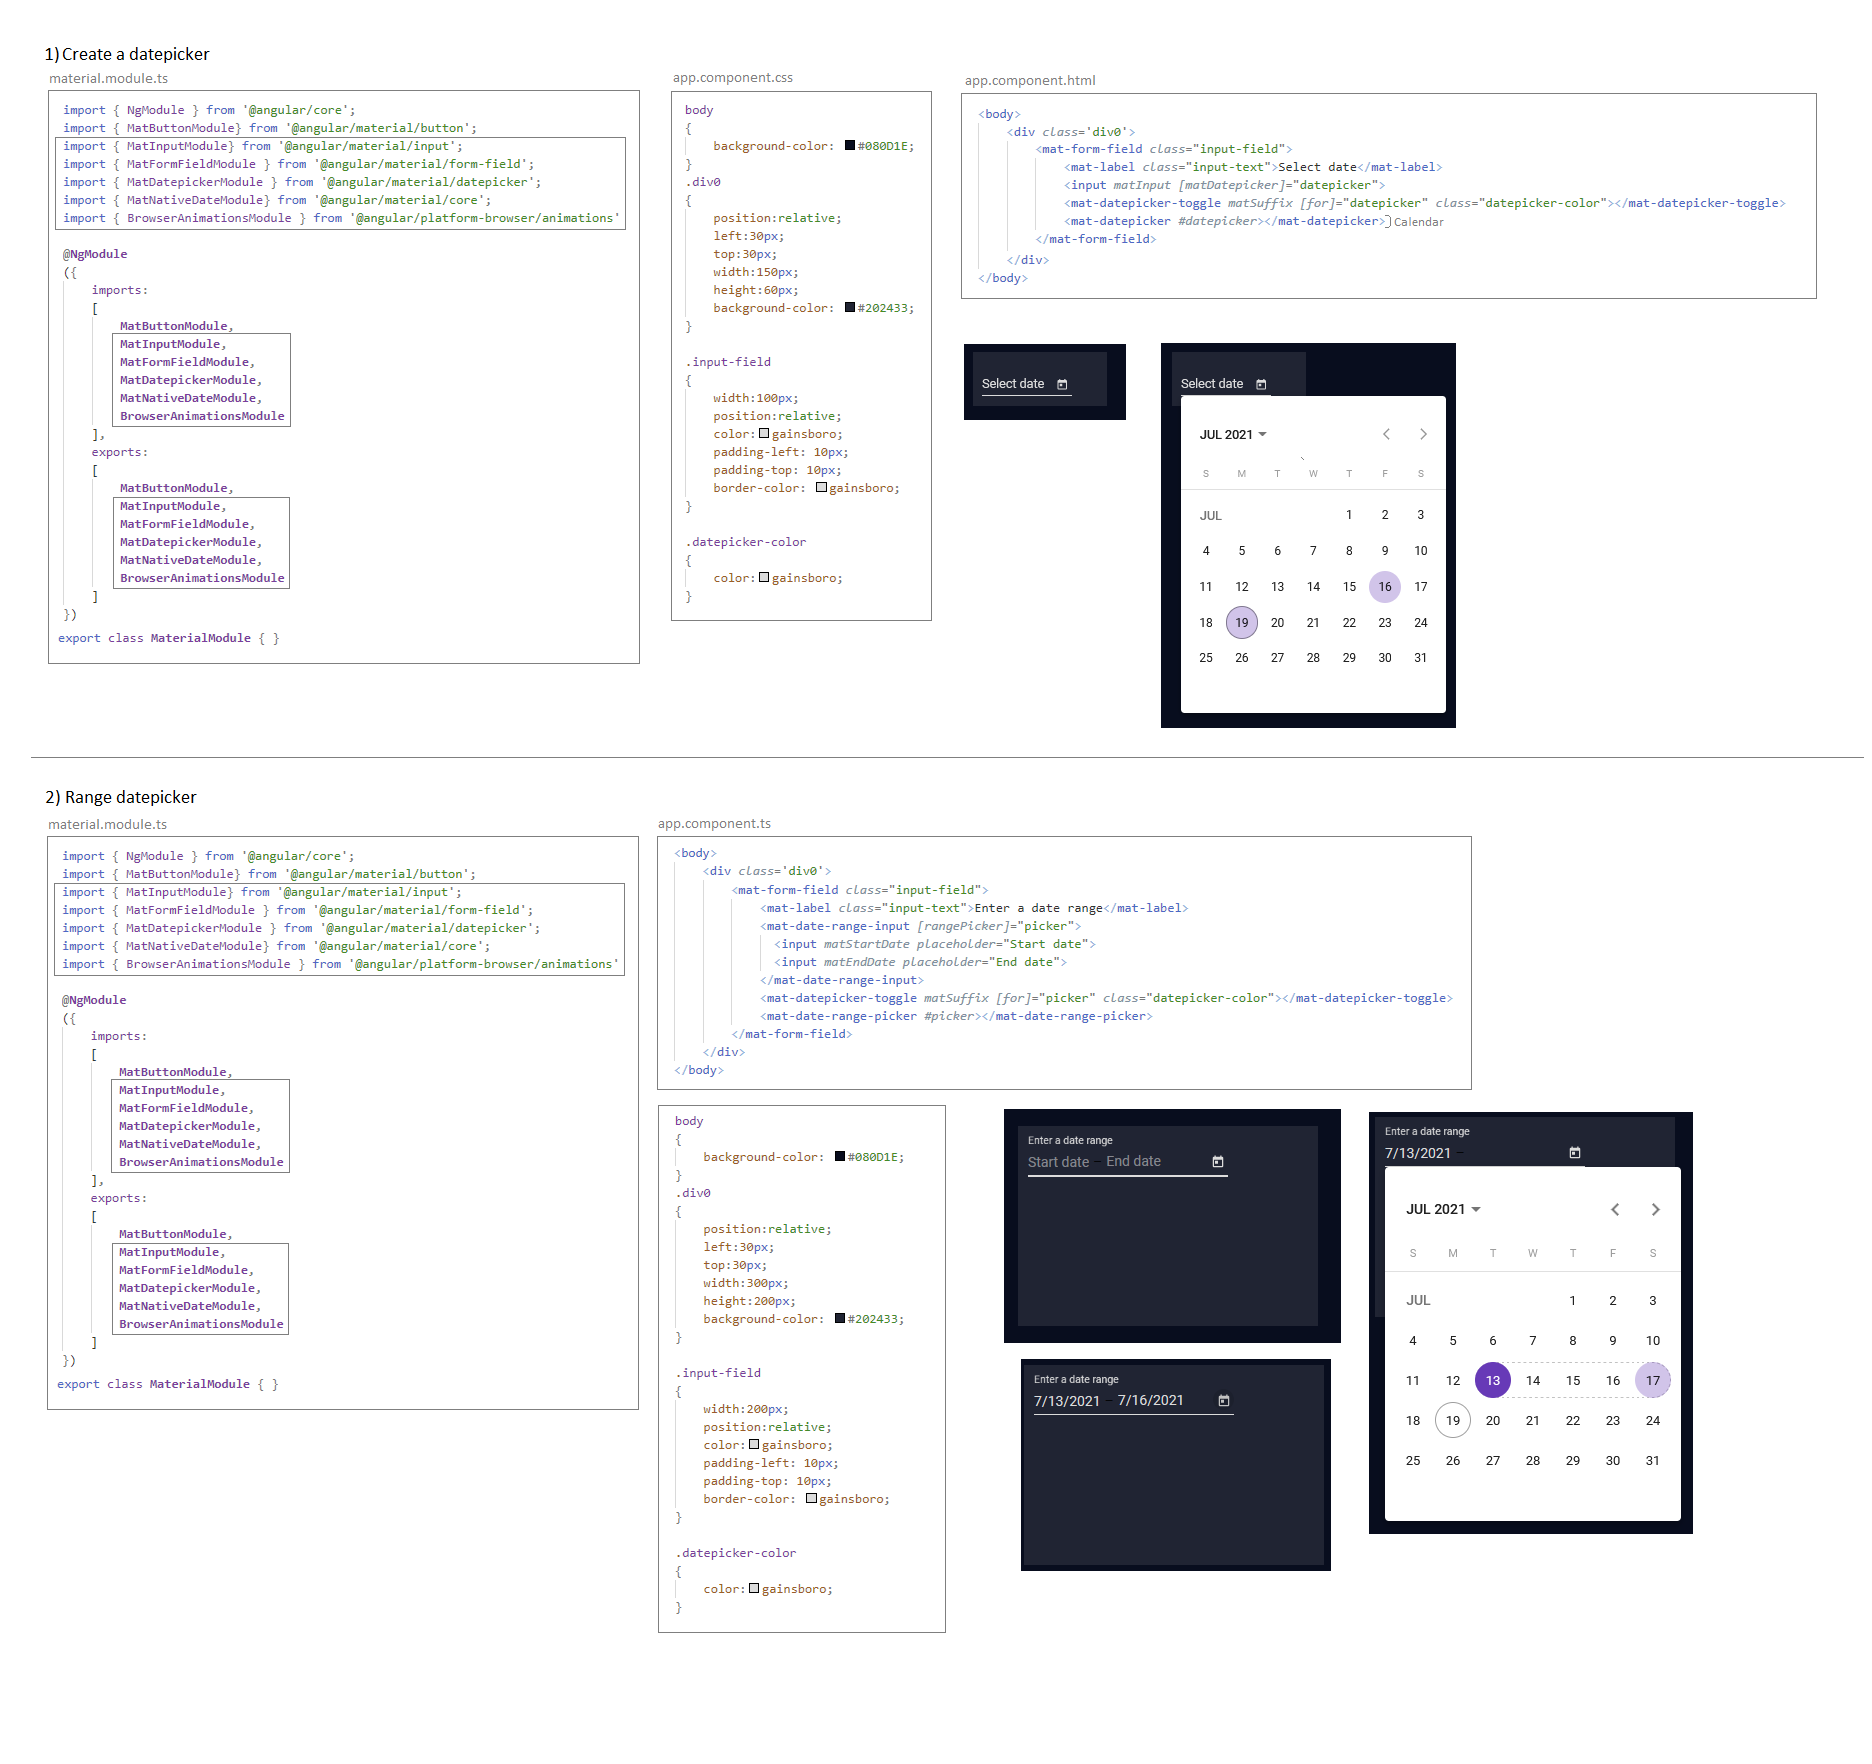 1) Create a datepicker
material.module.ts
import { NgModule } from '@angular/core';
import { MatButtonModule} from '@angular/material/button';
import { MatInputModule} from '@angular/material/input';
import { MatFormFieldModule } from '@angular/material/form-field';
import { MatDatepickerModule } from '@angular/material/datepicker';
import { MatNativeDateModule} from '@angular/material/core';
import { BrowserAnimationsModule } from '@angular/platform-browser/animations'
@NgModule
({
imports:
[
MatButtonModule,
MatInputModule,
MatFormFieldModule,
MatDatepickerModule,
MatNativeDateModule,
BrowserAnimationsModule
],
exports:
[
MatButtonModule,
MatInputModule,
MatFormFieldModule,
MatDatepickerModule,
MatNativeDateModule,
BrowserAnimationsModule
]
})
export class MaterialModule { }
app.component.css
body
{
background-color: #080D1E;
}
.div0
{
position:relative;
left:30px;
top:30px;
width:150px;
height:60px;
background-color: #202433;
}
.input-field
{
width:100px;
position:relative;
color: gainsboro;
padding-left: 10px;
padding-top: 10px;
border-color: gainsboro;
}
.datepicker-color
{
color: gainsboro;
}
app.component.html
<body>
<div class='div0'>
<mat-form-field class="input-field">
<mat-label class="input-text">Select date</mat-label>
<input matInput [matDatepicker]="datepicker">
<mat-datepicker-toggle matSuffix [for]="datepicker" class="datepicker-color"></mat-datepicker-toggle>
<mat-datepicker #datepicker></mat-datepicker> Calendar
</mat-form-field>
</div>
</body>
Select date
Select date
JUL 2021
S M T W T F S
JUL 1 2 3
4 5 6 7 8 9 10
11 12 13 14 15 16 17
18 19 20 21 22 23 24
25 26 27 28 29 30 31
2) Range datepicker
material.module.ts
import { NgModule } from '@angular/core';
import { MatButtonModule} from '@angular/material/button';
import { MatInputModule} from '@angular/material/input';
import { MatFormFieldModule } from '@angular/material/form-field';
import { MatDatepickerModule } from '@angular/material/datepicker';
import { MatNativeDateModule} from '@angular/material/core';
import { BrowserAnimationsModule } from '@angular/platform-browser/animations'
@NgModule
({
imports:
[
MatButtonModule,
MatInputModule,
MatFormFieldModule,
MatDatepickerModule,
MatNativeDateModule,
BrowserAnimationsModule
],
exports:
[
MatButtonModule,
MatInputModule,
MatFormFieldModule,
MatDatepickerModule,
MatNativeDateModule,
BrowserAnimationsModule
]
})
export class MaterialModule { }
app.component.ts
<body>
<div class='div0'>
<mat-form-field class="input-field">
<mat-label class="input-text">Enter a date range</mat-label>
<mat-date-range-input [rangePicker]="picker">
<input matStartDate placeholder="Start date">
<input matEndDate placeholder="End date">
</mat-date-range-input>
<mat-datepicker-toggle matSuffix [for]="picker" class="datepicker-color"></mat-datepicker-toggle>
<mat-date-range-picker #picker></mat-date-range-picker>
</mat-form-field>
</div>
</body>
body
{
background-color: #080D1E;
}
.div0
{
position:relative;
left:30px;
top:30px;
width:300px;
height:200px;
background-color: #202433;
}
.input-field
{
width:200px;
position:relative;
color: gainsboro;
padding-left: 10px;
padding-top: 10px;
border-color: gainsboro;
}
.datepicker-color
{
color: gainsboro;
}
Enter a date range
Start date – End date
Enter a date range
7/13/2021 – 7/16/2021
Enter a date range
7/13/2021 –
JUL 2021
S M T W T F S
JUL 1 2 3
4 5 6 7 8 9 10
11 12 13 14 15 16 17
18 19 20 21 22 23 24
25 26 27 28 29 30 31